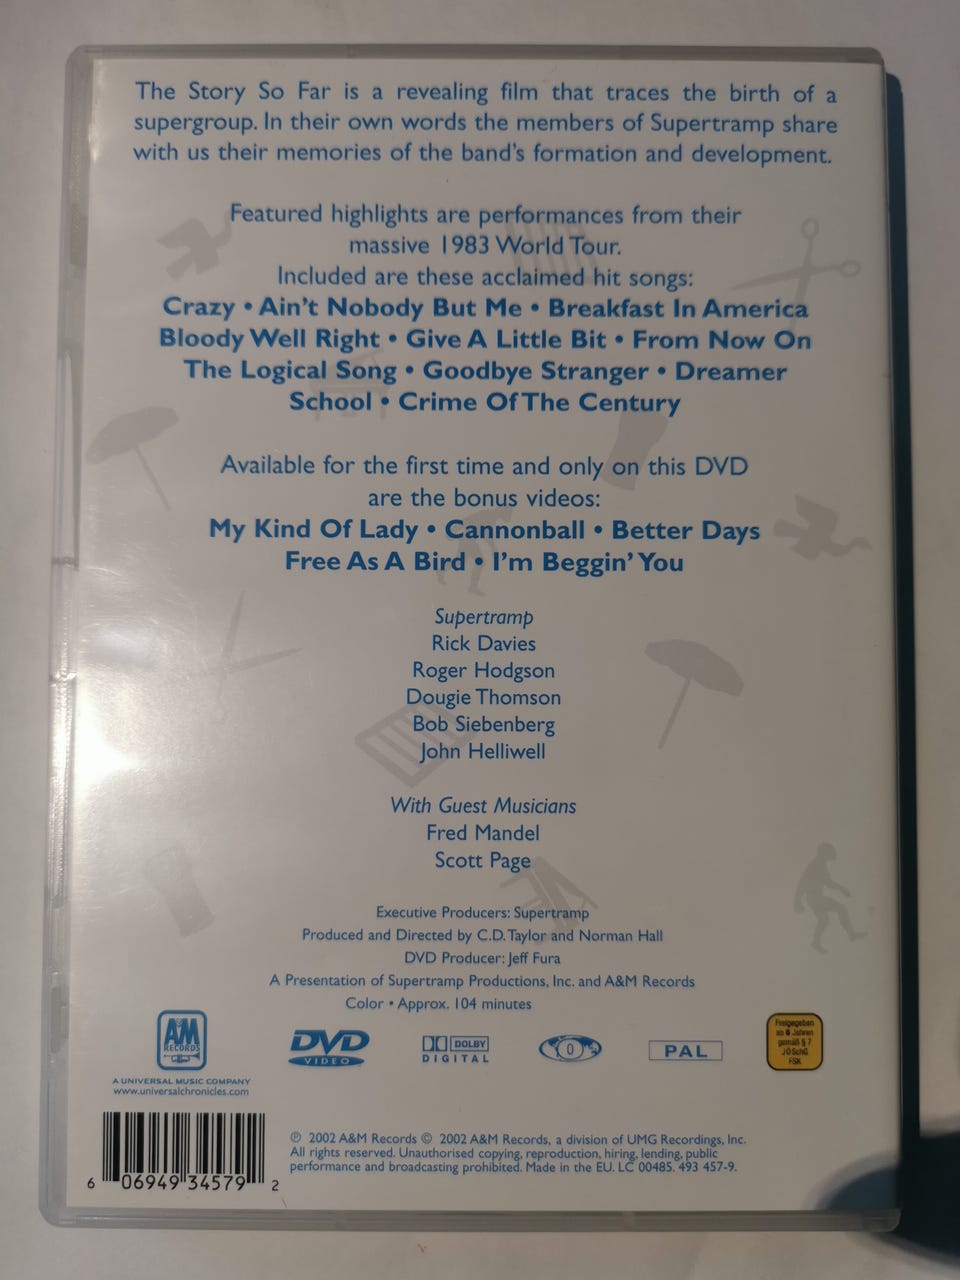 The Story So Far is a revealing film that traces the birth of a
supergroup. In their own words the members of Supertramp share
with us their memories of the band's formation and development.
Featured highlights are performances from their
massive 1983 World Tour.
Included are these acclaimed hit songs:
Crazy • Ain't Nobody But Me • Breakfast In America
Bloody Well Right • Give A Little Bit • From Now On
The Logical Song • Goodbye Stranger • Dreamer
School • Crime Of The Century
Available for the first time and only on this DVD
are the bonus videos:
My Kind Of Lady • Cannonball • Better Days
Free As A Bird • I'm Beggin' You
Supertramp
Rick Davies
Roger Hodgson
Dougie Thomson
Bob Siebenberg
John Helliwell
With Guest Musicians
Fred Mandel
Scott Page
Executive Producers: Supertramp
Produced and Directed by C.D. Taylor and Norman Hall
DVD Producer: Jeff Fura
A Presentation of Supertramp Productions, Inc. and A&M Records
Color • Approx. 104 minutes
AM
RECORDS
A UNIVERSAL MUSIC COMPANY
www.universalchronicles.com
DVD
VIDEO
DOLBY
DIGITAL
0
PAL
Freigegeben
ab 6 Jahren
gemäß § 7
JÖSchG
FSK
6 06949 34579 2
℗ 2002 A&M Records © 2002 A&M Records, a division of UMG Recordings, Inc.
All rights reserved. Unauthorised copying, reproduction, hiring, lending, public
performance and broadcasting prohibited. Made in the EU. LC 00485. 493 457-9.